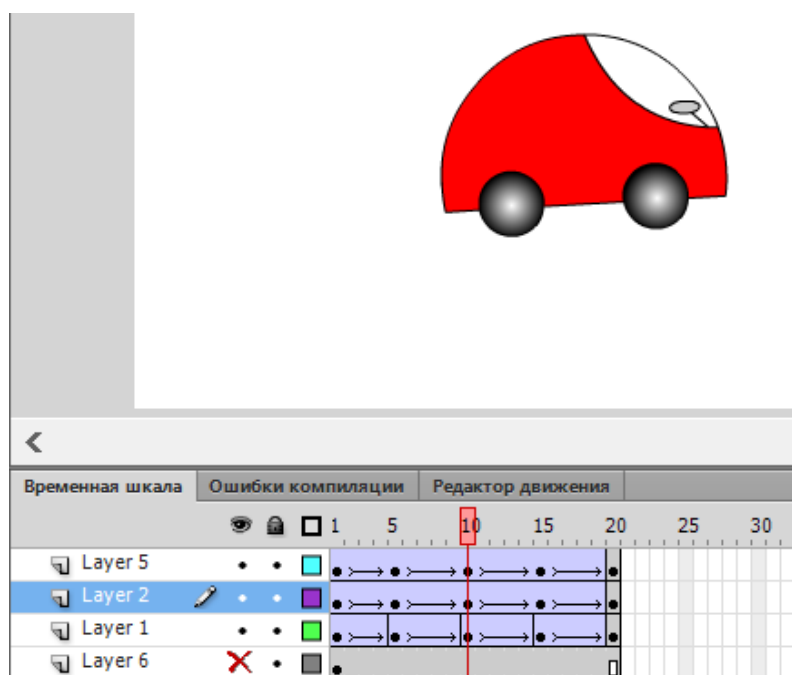 Временная шкала Ошибки компиляции Редактор движения
1 5 10 15 20 25 30
Layer 5
Layer 2
Layer 1
Layer 6